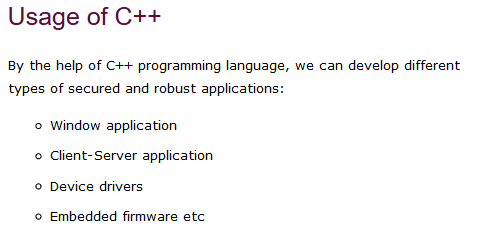 Usage of C++
By the help of C++ programming language, we can develop different
types of secured and robust applications:
Window application
Client-Server application
Device drivers
Embedded firmware etc